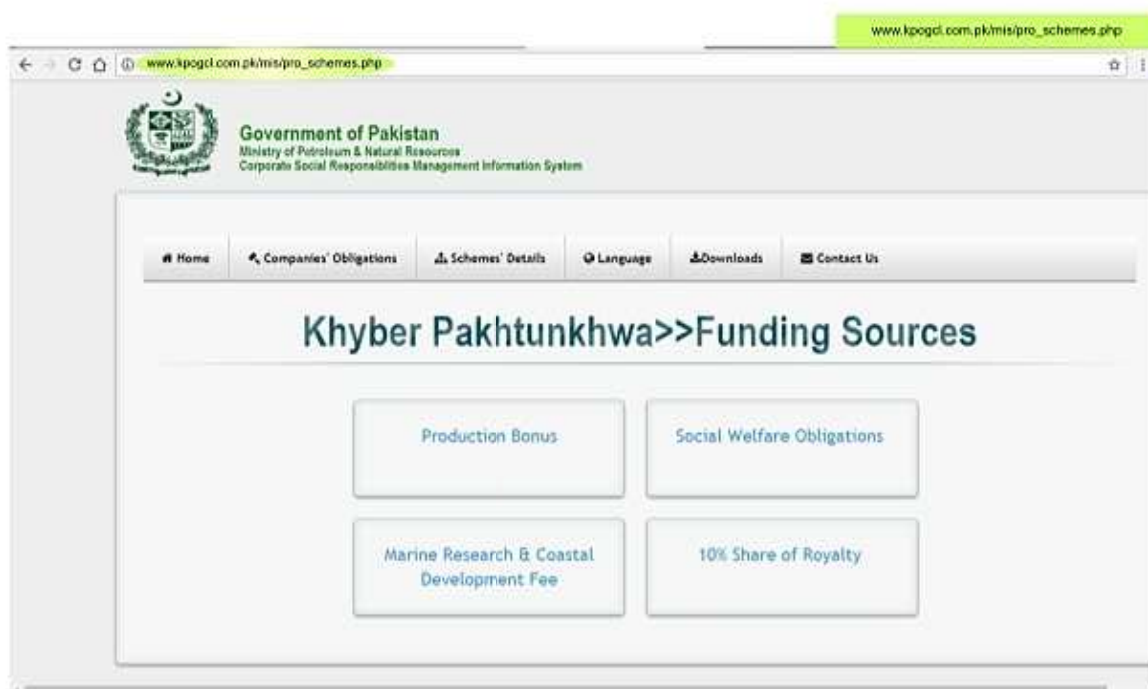 www.kpogcl.com.pk/mis/pro_schemes.php
www.kpogcl.com.pk/mis/pro_schemes.php
Government of Pakistan
Ministry of Petroleum & Natural Resources
Corporate Social Responsiblities Management Information System
Home Companies' Obligations Schemes' Details Language Downloads Contact Us
Khyber Pakhtunkhwa>>Funding Sources
Production Bonus
Social Welfare Obligations
Marine Research & Coastal
Development Fee
10% Share of Royalty